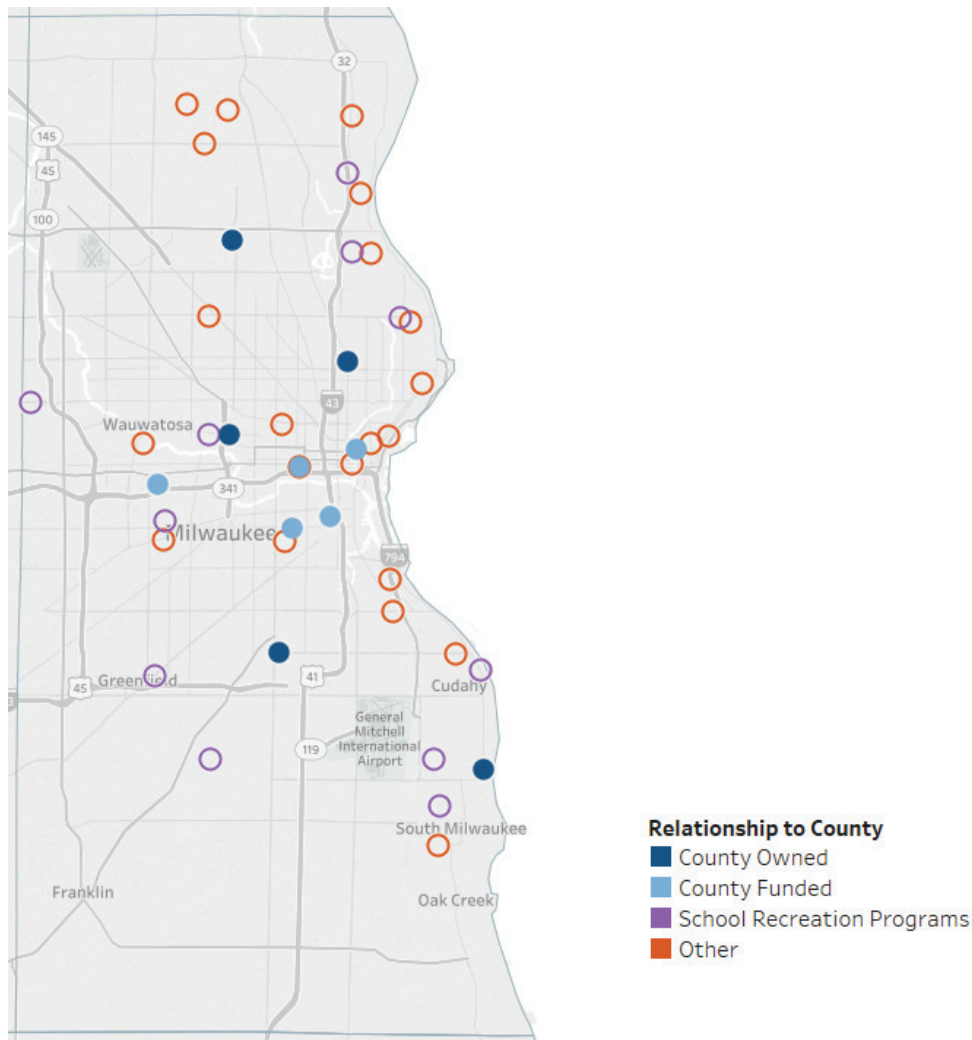 32
145
45
100
43
Wauwatosa
341
Milwaukee
794
Greenfield
45
41
Cudahy
General
Mitchell
International
Airport
119
South Milwaukee
Franklin
Oak Creek
Relationship to County
County Owned
County Funded
School Recreation Programs
Other